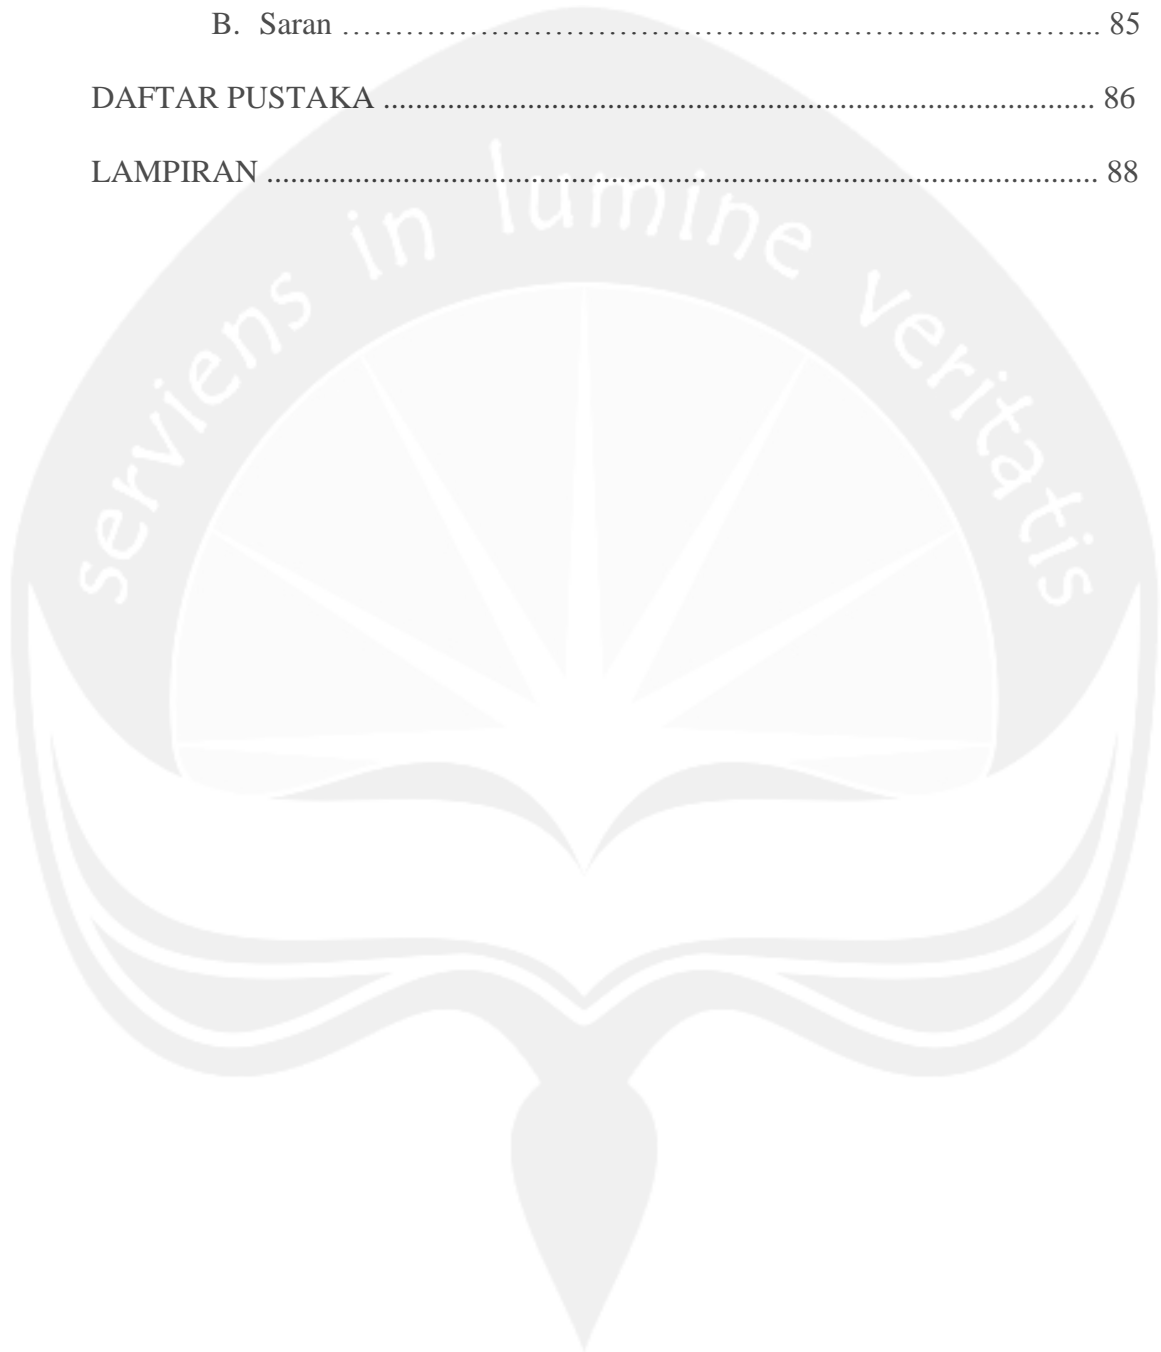 B. Saran ……………………………………………………………... 85
DAFTAR PUSTAKA ........................................................................................ 86
LAMPIRAN ....................................................................................................... 88
serviens in lumine veritatis